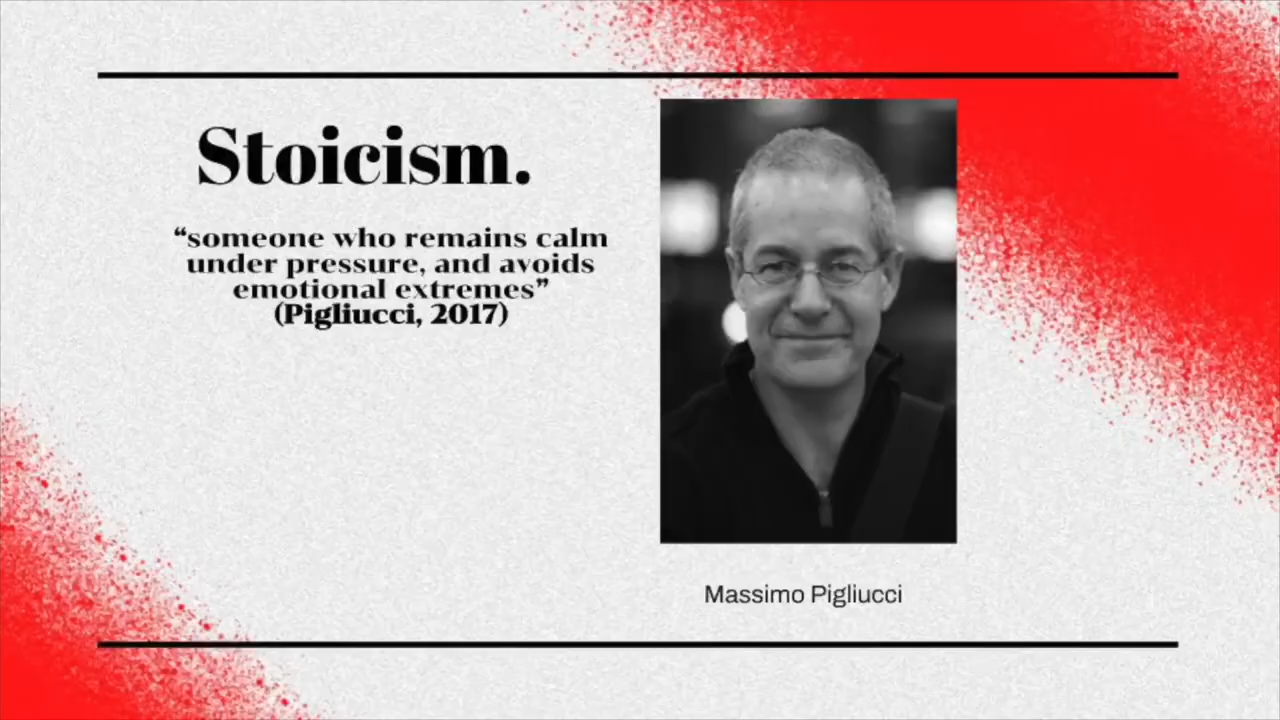 Stoicism.
“someone who remains calm
under pressure, and avoids
emotional extremes”
(Pigliucci, 2017)
Massimo Pigliucci